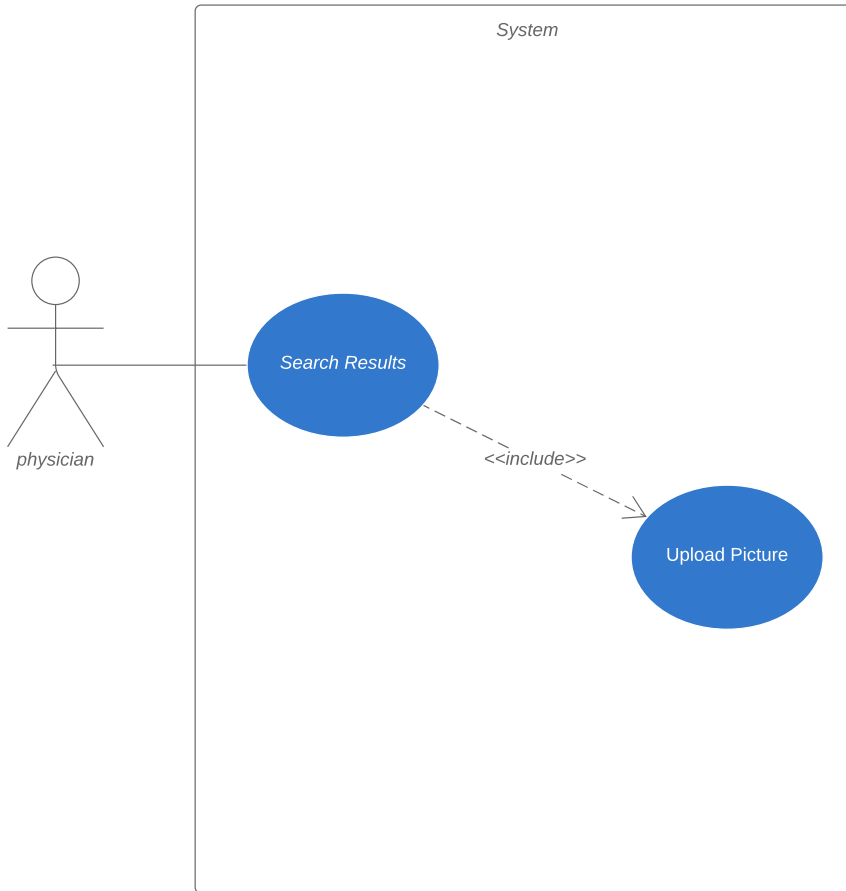 System
Search Results
physician
<<include>>
Upload Picture